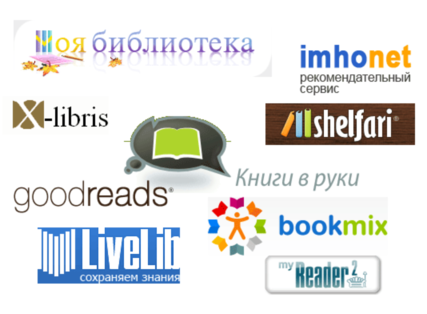 Моя библиотека
imhonet
рекомендательный
сервис
X-libris
shelfari®
Книги в руки
goodreads®
bookmix
LiveLib
сохраняем знания
my
Reader2